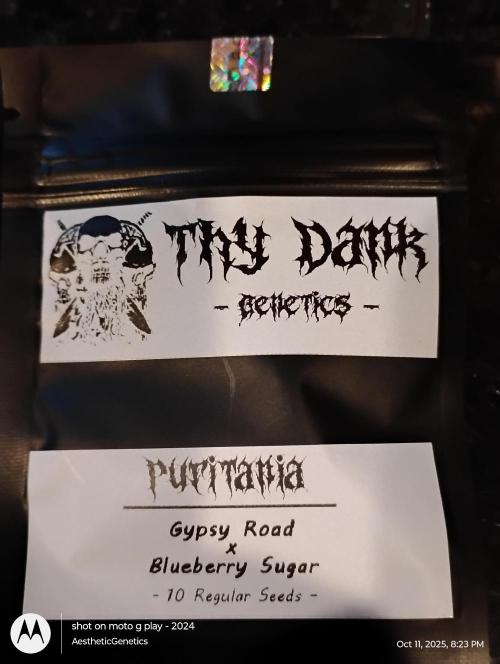 Thy Dank
- Genetics -
Puritania
Gypsy Road
x
Blueberry Sugar
- 10 Regular Seeds -
shot on moto g play - 2024
AestheticGenetics
Oct 11, 2025, 8:23 PM